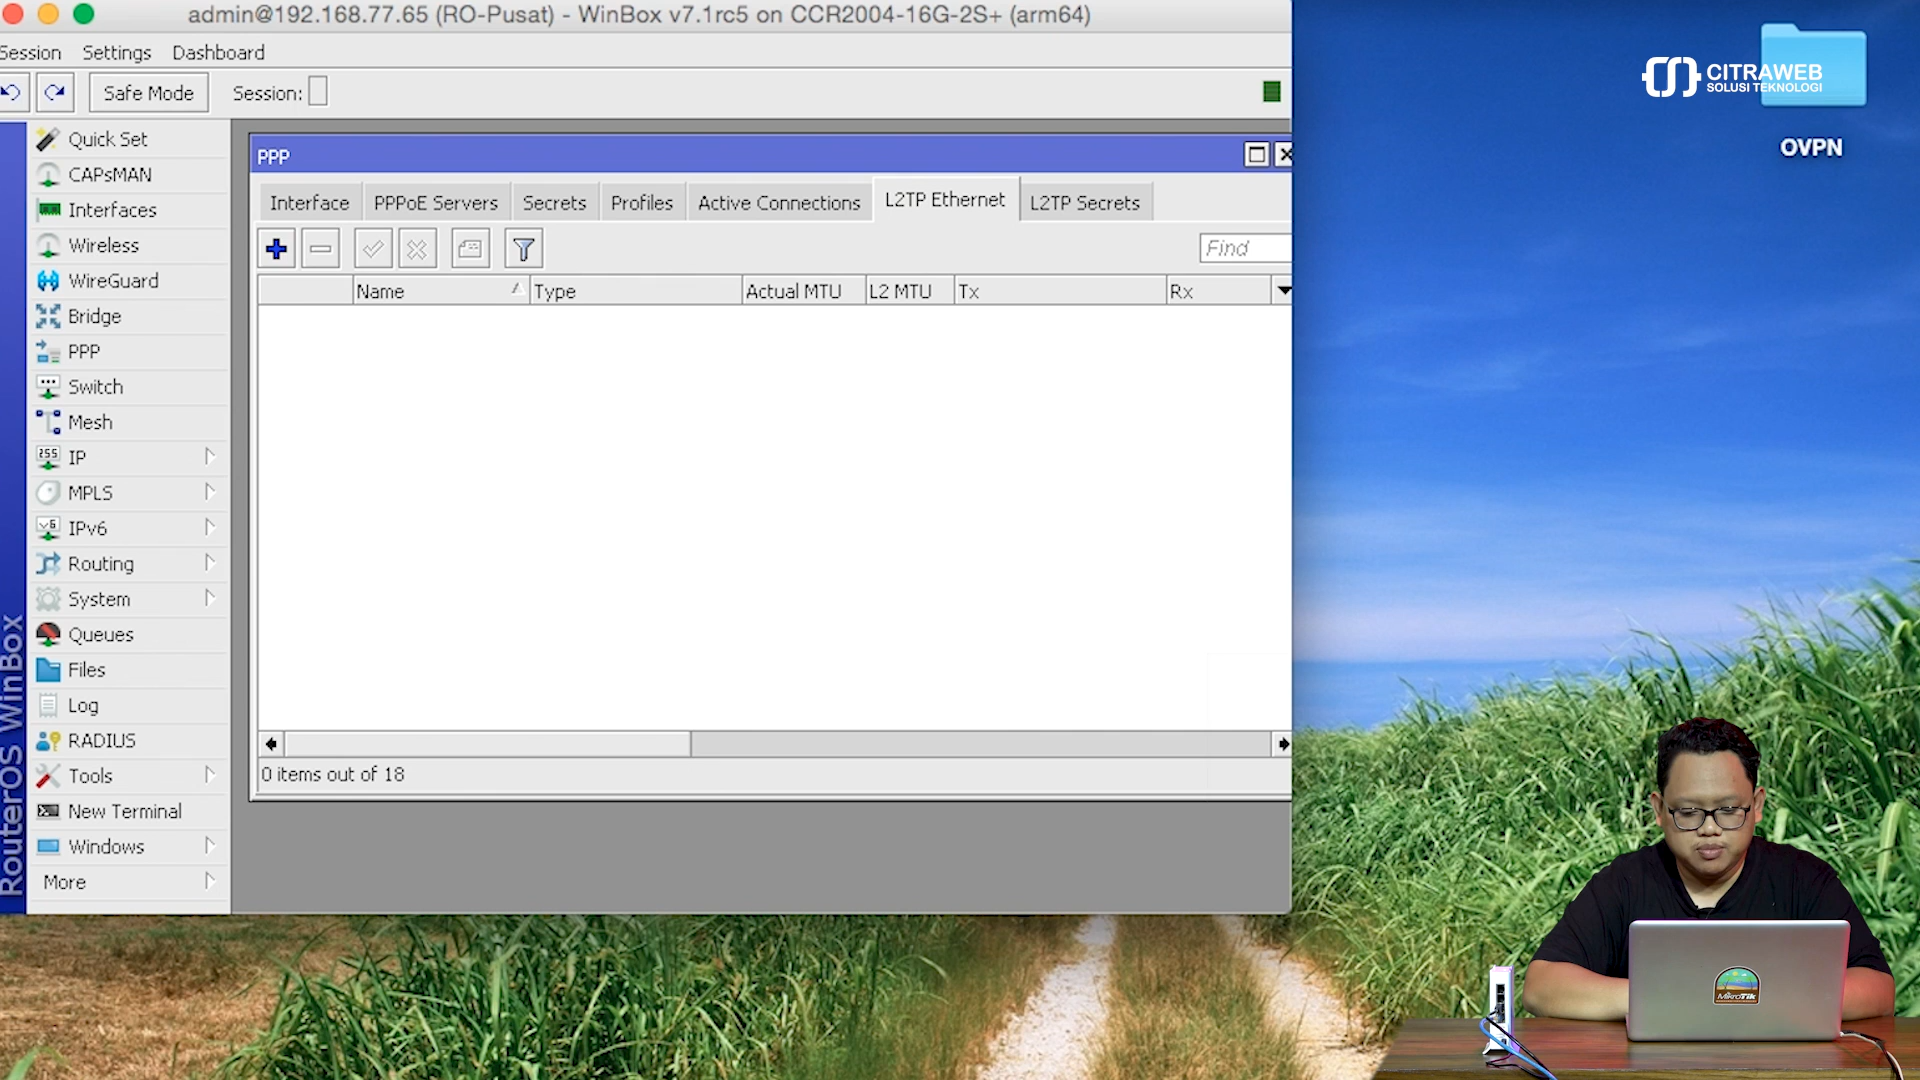 admin@192.168.77.65 (RO-Pusat) - WinBox v7.1rc5 on CCR2004-16G-2S+ (arm64)
Session Settings Dashboard
Safe Mode Session:
CITRAWEB
SOLUSI TEKNOLOGI
OVPN
RouterOS WinBox
Quick Set
CAPsMAN
Interfaces
Wireless
WireGuard
Bridge
PPP
Switch
Mesh
IP
MPLS
IPv6
Routing
System
Queues
Files
Log
RADIUS
Tools
New Terminal
Windows
More
PPP
Interface PPPoE Servers Secrets Profiles Active Connections L2TP Ethernet L2TP Secrets
Find
Name Type Actual MTU L2 MTU Tx Rx
0 items out of 18
MikroTik